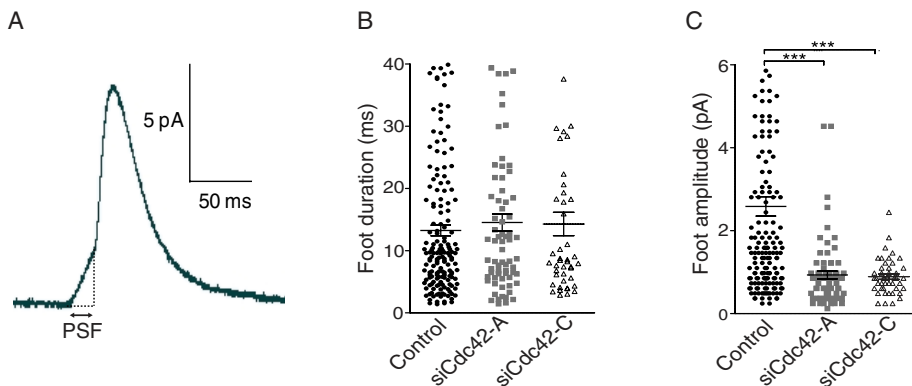 A
5 pA
50 ms
PSF
B
Foot duration (ms)
40
30
20
10
0
Control
siCdc42-A
siCdc42-C
C
Foot amplitude (pA)
***
***
6
4
2
0
Control
siCdc42-A
siCdc42-C